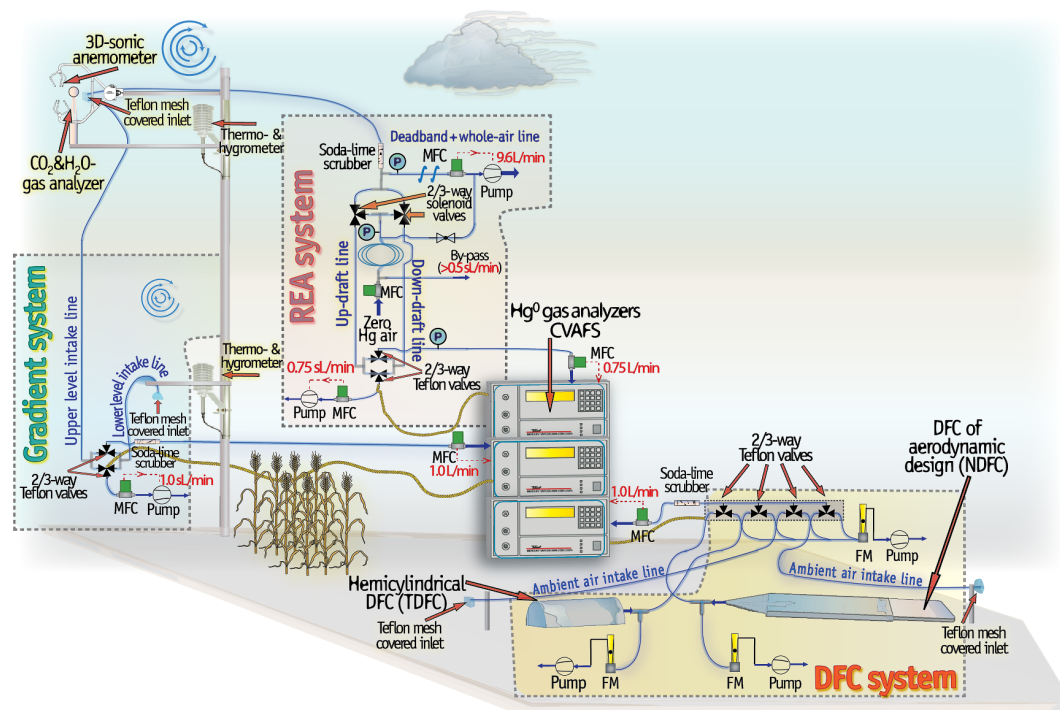 3D-sonic
anemometer
Teflon mesh
covered inlet
CO2&H2O-
gas analyzer
Thermo- &
hygrometer
Deadband + whole-air line
Soda-lime
scrubber
P
MFC
9.6L/min
Pump
2/3-way
solenoid
valves
P
REA system
Up-draft line
Down-draft line
By-pass
(>0.5 sL/min)
MFC
Zero
Hg air
P
2/3-way
Teflon valves
0.75 sL/min
Pump
MFC
Hg0 gas analyzers
CVAFS
MFC
0.75 L/min
Gradient system
Upper level intake line
Lower level intake line
Thermo- &
hygrometer
Teflon mesh
covered inlet
Soda-lime
scrubber
2/3-way
Teflon valves
1.0 sL/min
MFC
Pump
MFC
1.0 L/min
2/3-way
Teflon valves
DFC of
aerodynamic
design (NDFC)
Soda-lime
scrubber
1.0L/min
MFC
FM
Pump
Hemicylindrical
DFC (TDFC)
Ambient air intake line
Ambient air intake line
Teflon mesh
covered inlet
Teflon mesh
covered inlet
Pump
FM
FM
Pump
DFC system